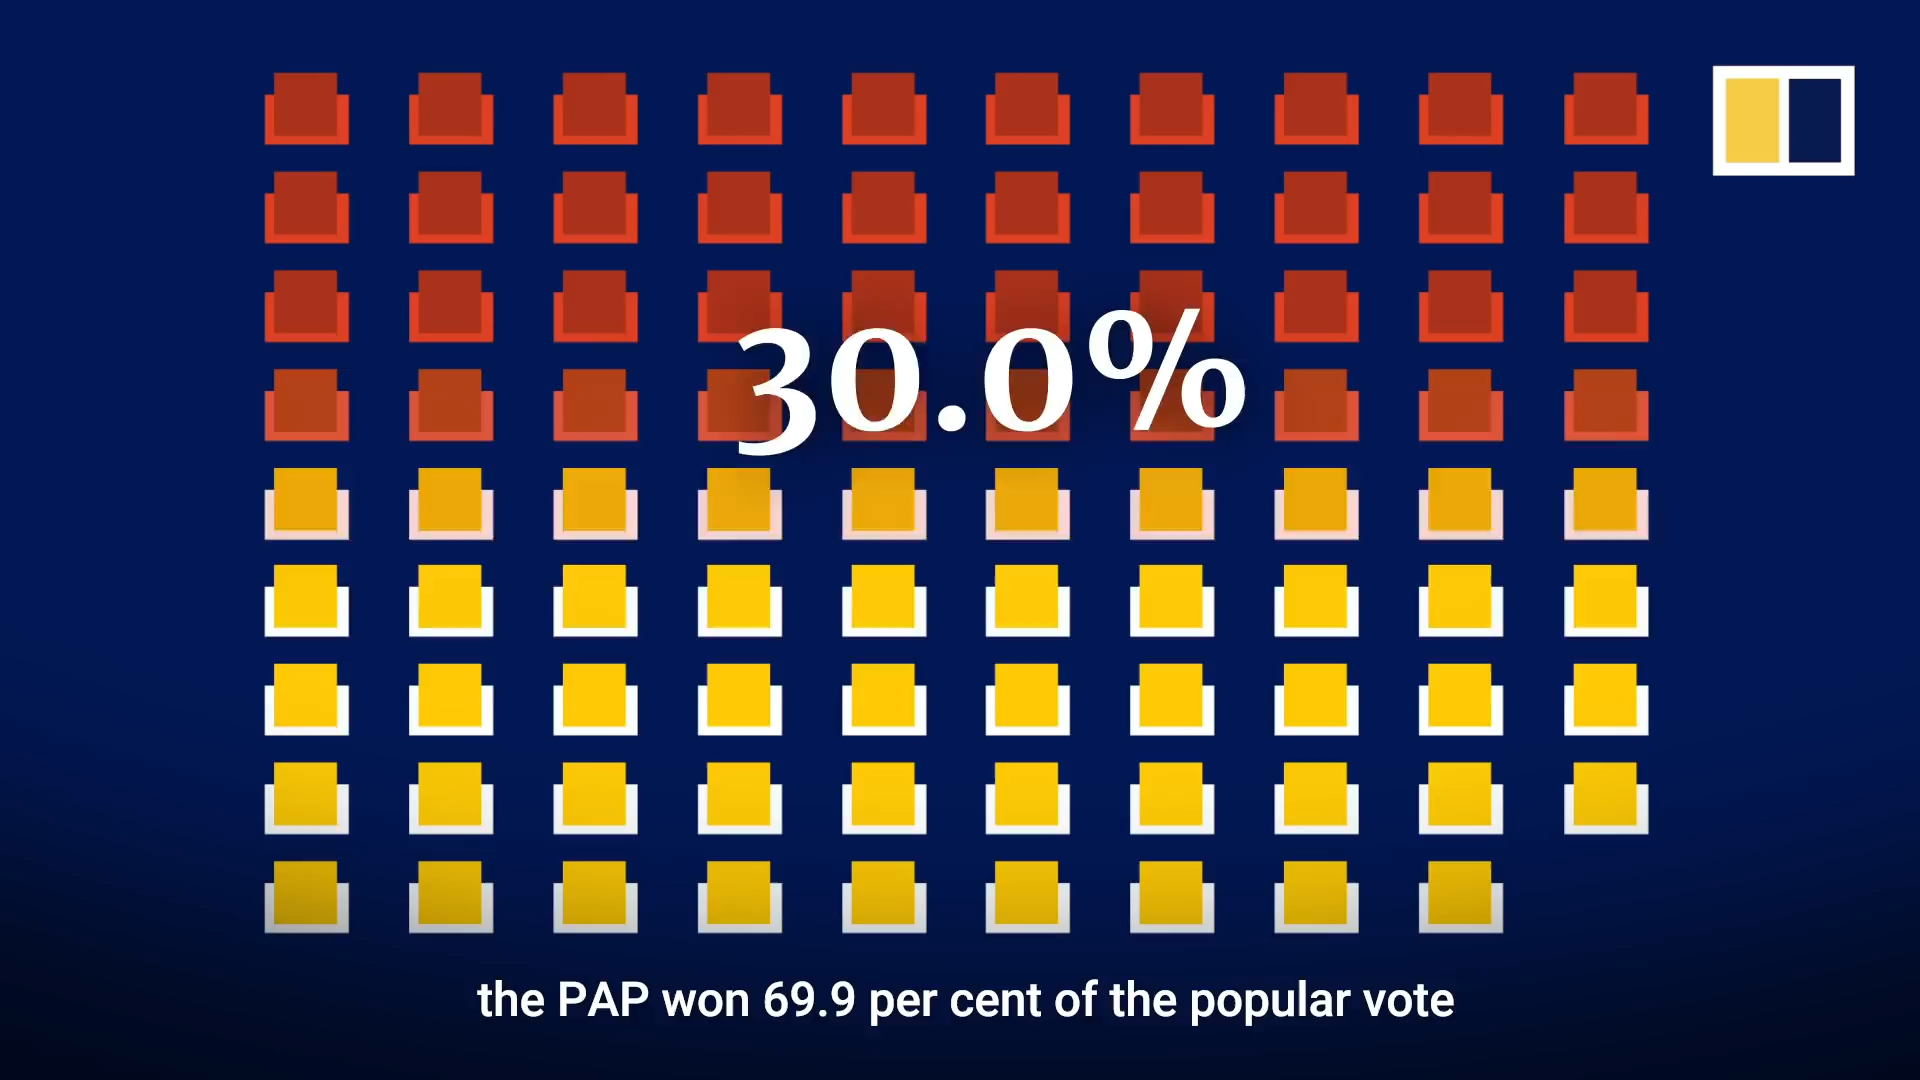 30.0%
the PAP won 69.9 per cent of the popular vote